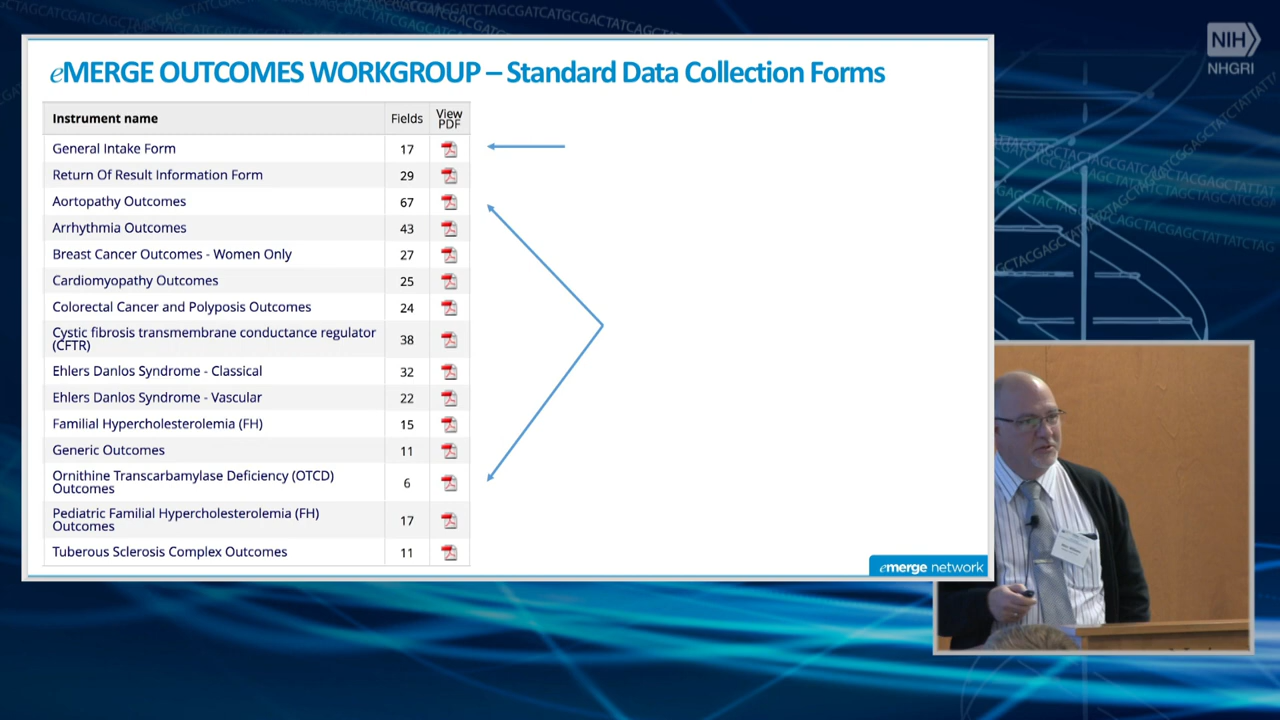 NIH
NHGRI
eMERGE OUTCOMES WORKGROUP – Standard Data Collection Forms
Instrument name Fields View PDF
General Intake Form 17
Return Of Result Information Form 29
Aortopathy Outcomes 67
Arrhythmia Outcomes 43
Breast Cancer Outcomes - Women Only 27
Cardiomyopathy Outcomes 25
Colorectal Cancer and Polyposis Outcomes 24
Cystic fibrosis transmembrane conductance regulator
(CFTR) 38
Ehlers Danlos Syndrome - Classical 32
Ehlers Danlos Syndrome - Vascular 22
Familial Hypercholesterolemia (FH) 15
Generic Outcomes 11
Ornithine Transcarbamylase Deficiency (OTCD)
Outcomes 6
Pediatric Familial Hypercholesterolemia (FH)
Outcomes 17
Tuberous Sclerosis Complex Outcomes 11
emerge network